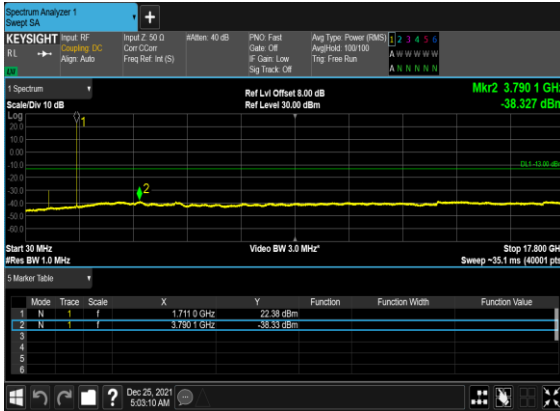 Spectrum Analyzer 1
Swept SA
+
KEYSIGHT Input: RF Input Z: 50 Ω #Atten: 40 dB PNO: Fast Avg Type: Power (RMS) 1 2 3 4 5 6
RL Coupling: DC Corr CCorr Gate: Off Avg|Hold: 100/100 A W W W W W
Align: Auto Freq Ref: Int (S) IF Gain: Low Trig: Free Run
Sig Track: Off A N N N N N
1 Spectrum
Ref Lvl Offset 8.00 dB Mkr2 3.790 1 GHz
Scale/Div 10 dB Ref Level 30.00 dBm -38.327 dBm
Log
20.0
10.0
0.00
-10.0
-20.0
-30.0
-40.0
-50.0
-60.0
1
2
DL1 -13.00 dBm
Start 30 MHz Video BW 3.0 MHz* Stop 17.800 GHz
#Res BW 1.0 MHz Sweep ~35.1 ms (40001 pts)
5 Marker Table
Mode Trace Scale X Y Function Function Width Function Value
1 N 1 f 1.711 0 GHz 22.38 dBm
2 N 1 f 3.790 1 GHz -38.33 dBm
3
4
5
6
? Dec 25, 2021
5:03:10 AM